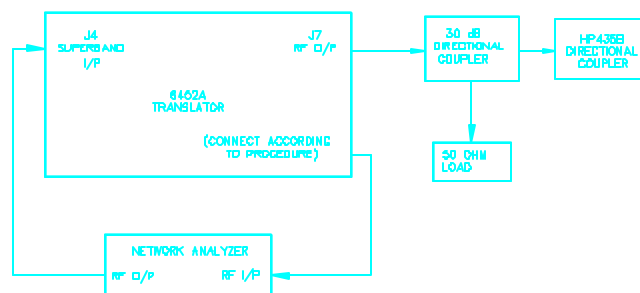 J4
SUPERBAND
I/P
J7
RF O/P
6462A
TRANSLATOR
(CONNECT ACCORDING
TO PROCEDURE)
30 dB
DIRECTIONAL
COUPLER
HP435B
DIRECTIONAL
COUPLER
50 OHM
LOAD
NETWORK ANALYZER
RF O/P
RF I/P